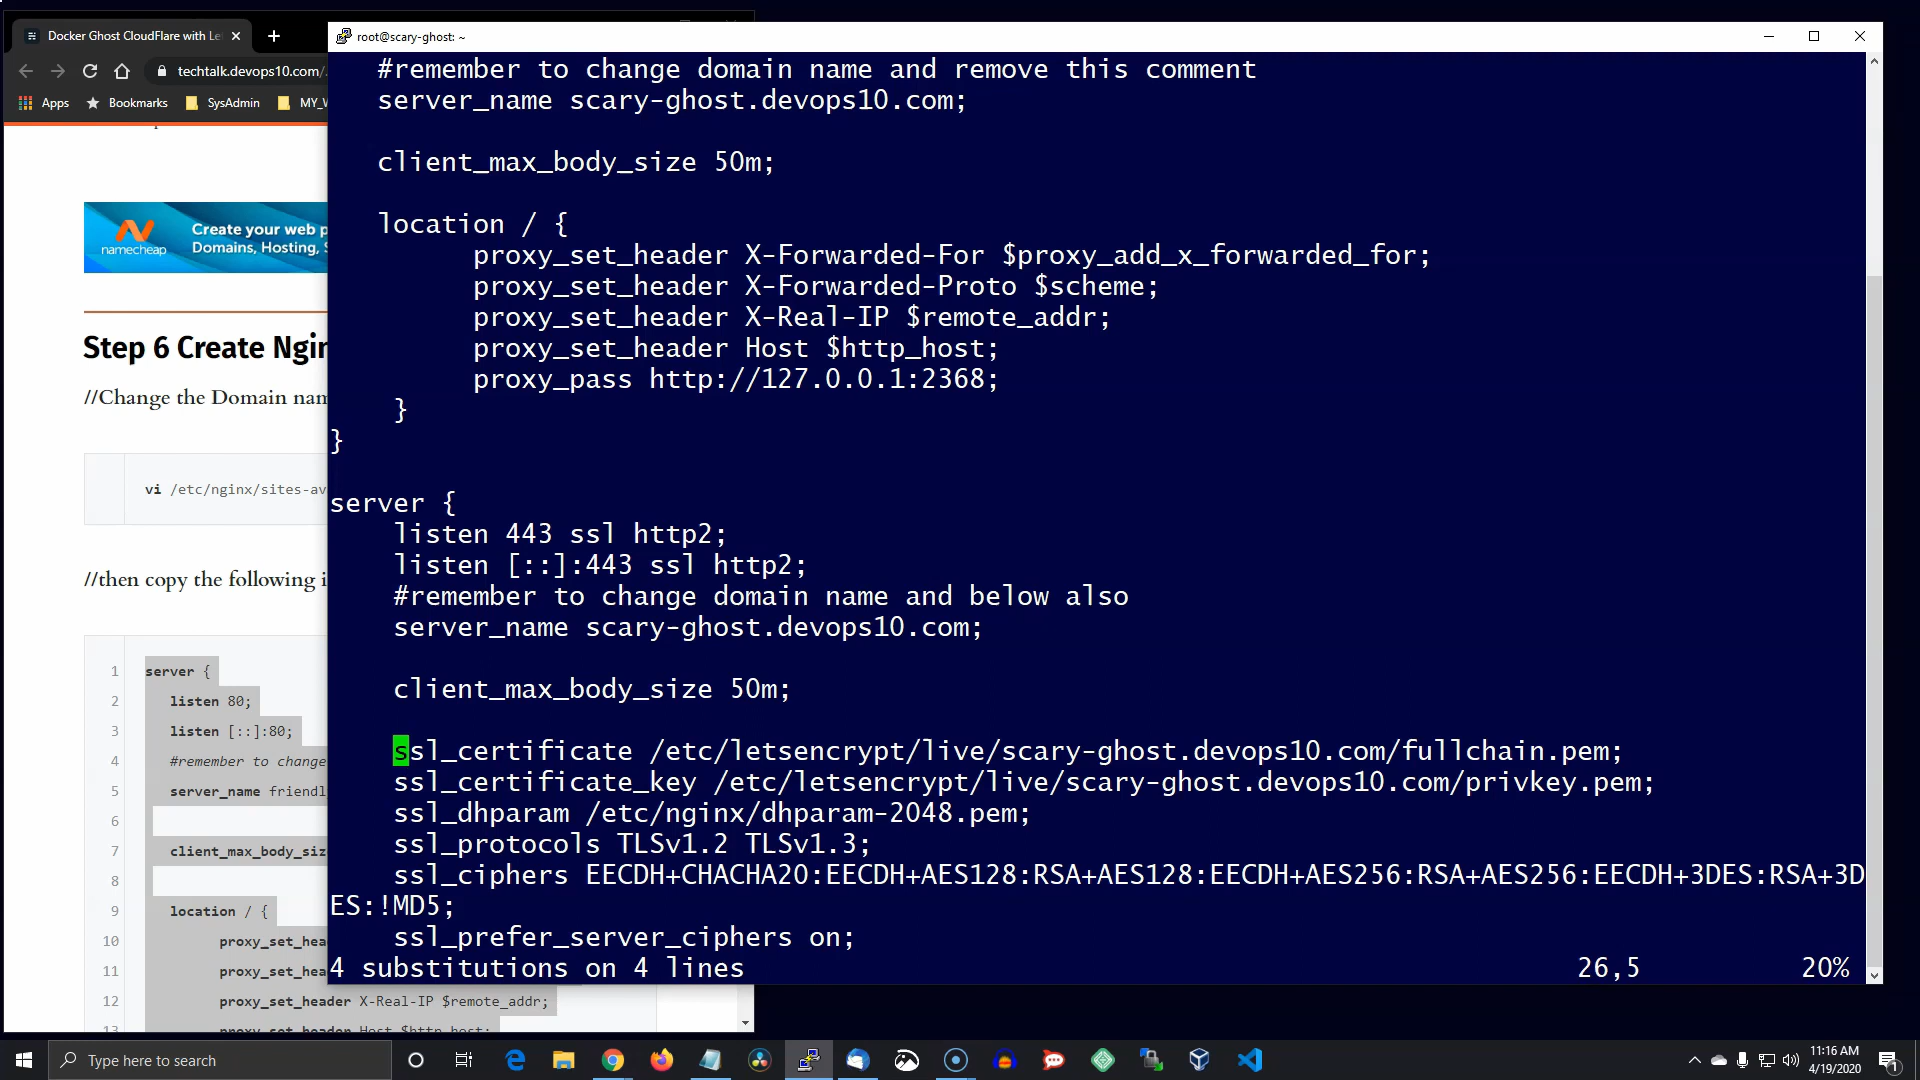 Docker Ghost CloudFlare with Le
techtalk.devops10.com/
Apps
Bookmarks
SysAdmin
MY_W
namecheap
Create your web p
Domains, Hosting, S
Step 6 Create Ngin
//Change the Domain nam
vi /etc/nginx/sites-av
//then copy the following i
1 server {
2 listen 80;
3 listen [::]:80;
4 #remember to change
5 server_name friendl
6
7 client_max_body_siz
8
9 location / {
10 proxy_set_hea
11 proxy_set_hea
12 proxy_set_header X-Real-IP $remote_addr;
13 proxy_set_header Host $http_host;
root@scary-ghost: ~
#remember to change domain name and remove this comment
server_name scary-ghost.devops10.com;
client_max_body_size 50m;
location / {
proxy_set_header X-Forwarded-For $proxy_add_x_forwarded_for;
proxy_set_header X-Forwarded-Proto $scheme;
proxy_set_header X-Real-IP $remote_addr;
proxy_set_header Host $http_host;
proxy_pass http://127.0.0.1:2368;
}
}
server {
listen 443 ssl http2;
listen [::]:443 ssl http2;
#remember to change domain name and below also
server_name scary-ghost.devops10.com;
client_max_body_size 50m;
ssl_certificate /etc/letsencrypt/live/scary-ghost.devops10.com/fullchain.pem;
ssl_certificate_key /etc/letsencrypt/live/scary-ghost.devops10.com/privkey.pem;
ssl_dhparam /etc/nginx/dhparam-2048.pem;
ssl_protocols TLSv1.2 TLSv1.3;
ssl_ciphers EECDH+CHACHA20:EECDH+AES128:RSA+AES128:EECDH+AES256:RSA+AES256:EECDH+3DES:RSA+3D
ES:!MD5;
ssl_prefer_server_ciphers on;
4 substitutions on 4 lines 26,5 20%
Type here to search
11:16 AM
4/19/2020
1